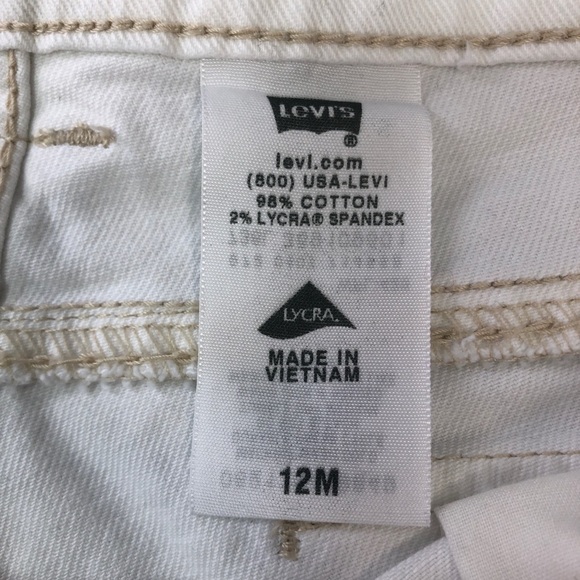 Levi's
®
levi.com
(800) USA-LEVI
98% COTTON
2% LYCRA® SPANDEX
LYCRA.
MADE IN
VIETNAM
12M